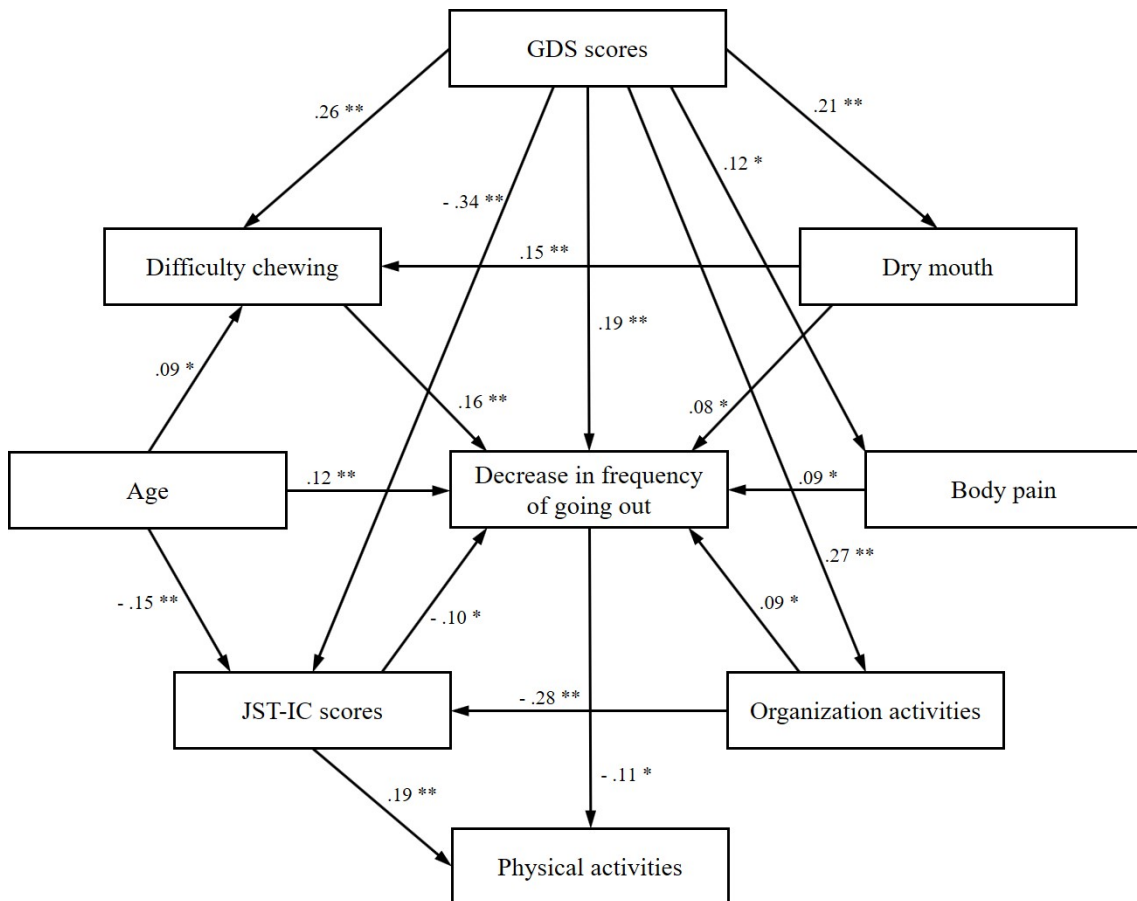 GDS scores
.26 **
.21 **
- .34 **
.12 *
Difficulty chewing
.15 **
Dry mouth
.19 **
.09 *
.16 **
.08 *
Age
.12 **
Decrease in frequency
of going out
.09 *
Body pain
- .15 **
- .10 *
.09 *
.27 **
JST-IC scores
- .28 **
Organization activities
.19 **
- .11 *
Physical activities